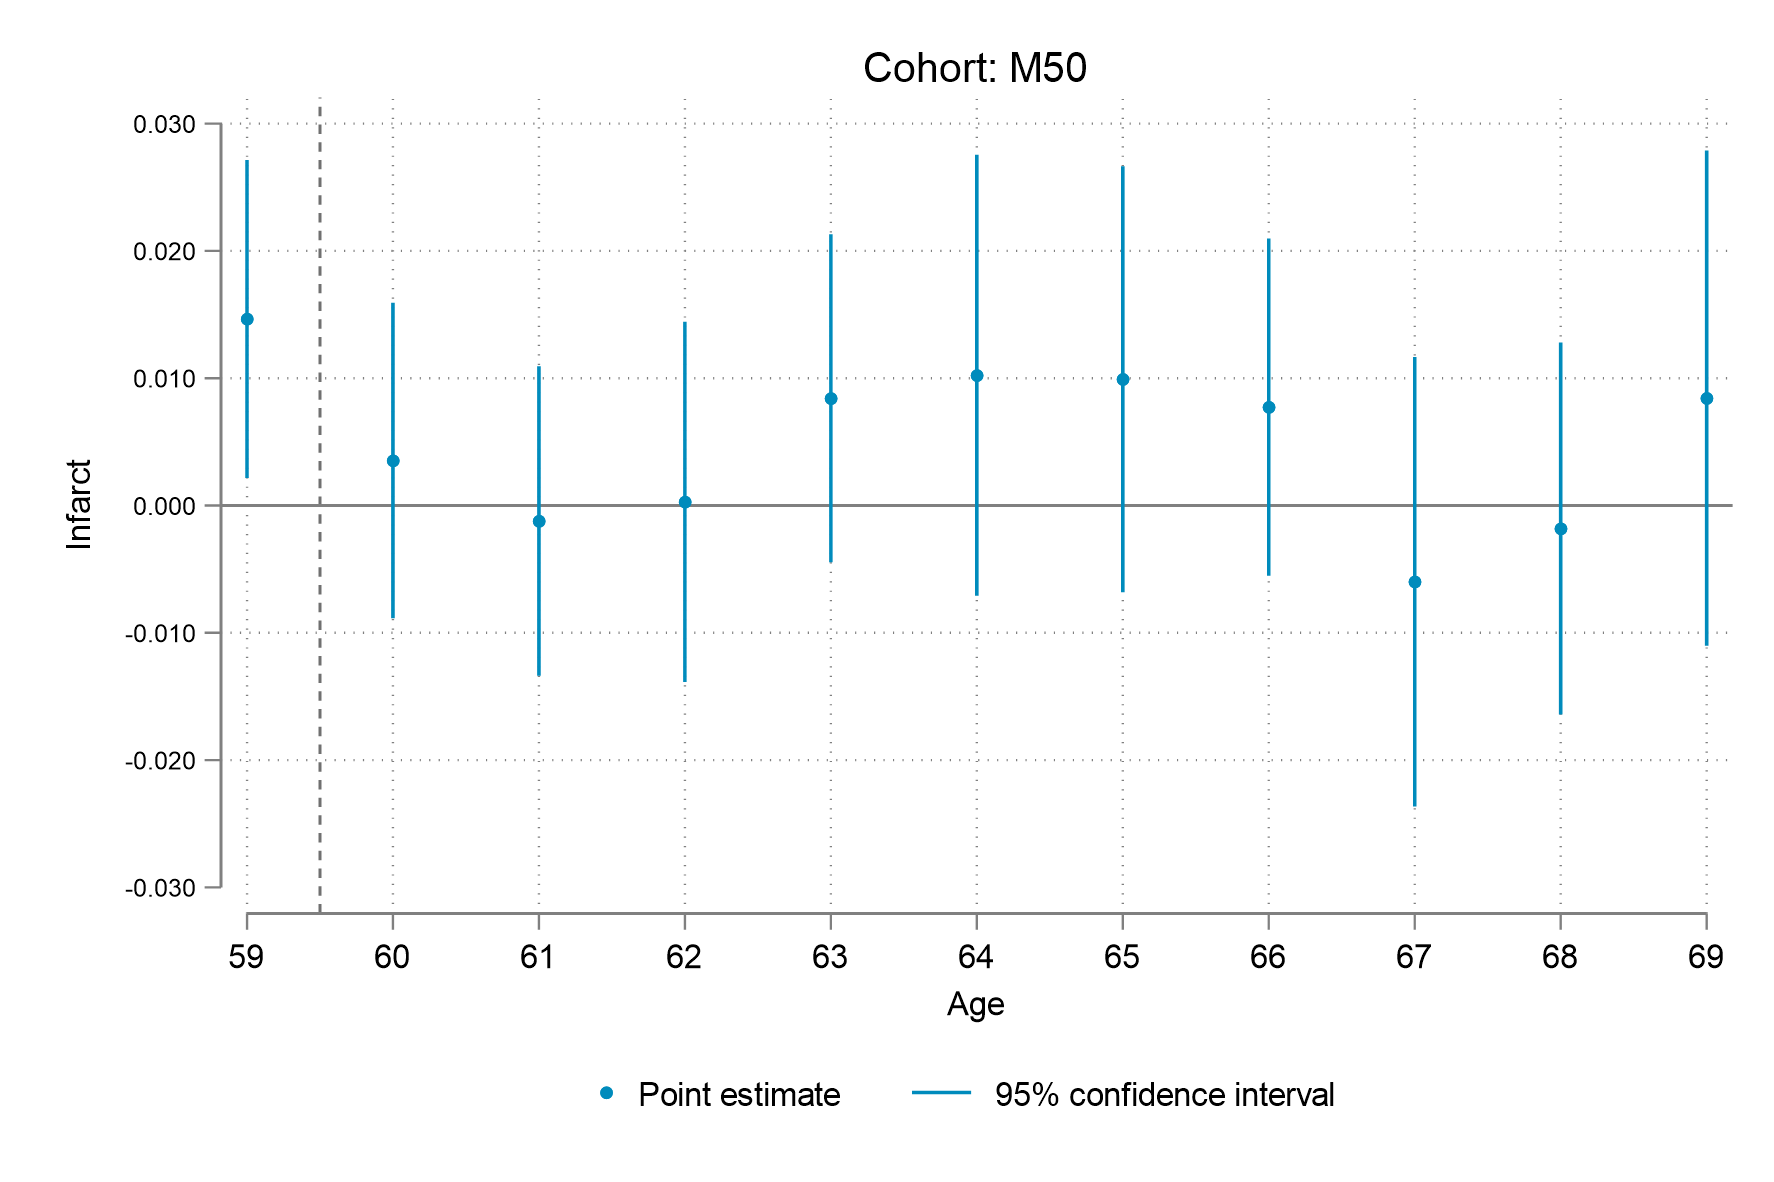 Cohort: M50
0.030
0.020
0.010
0.000
-0.010
-0.020
-0.030
Infarct
59 60 61 62 63 64 65 66 67 68 69
Age
Point estimate 95% confidence interval